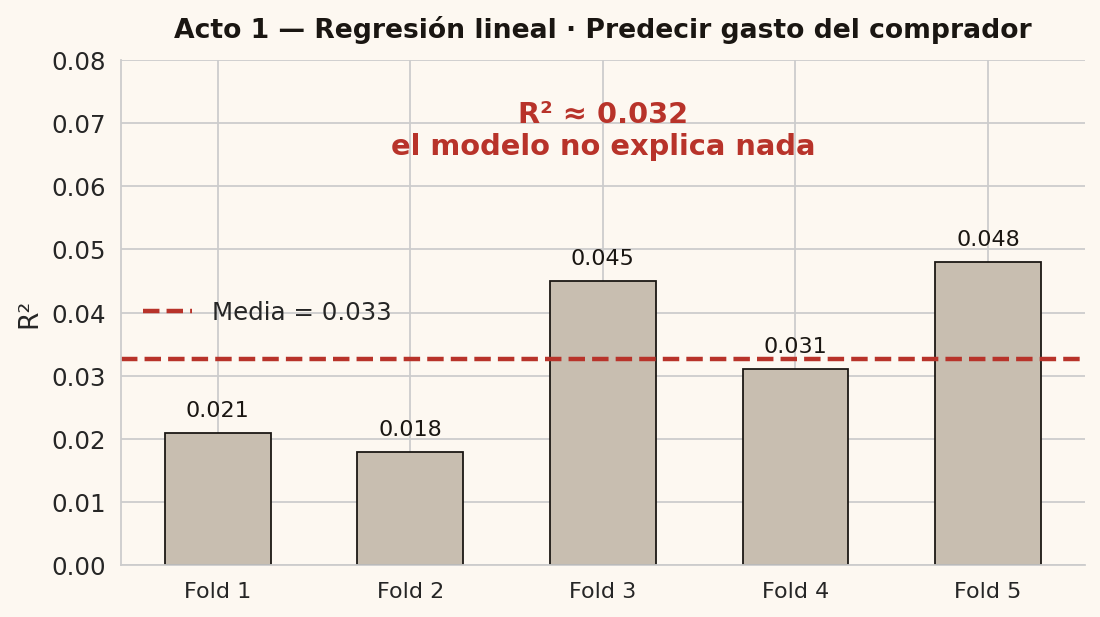 Acto 1 — Regresión lineal · Predecir gasto del comprador
R² ≈ 0.032
el modelo no explica nada
R²
0.08
0.07
0.06
0.05
0.04
0.03
0.02
0.01
0.00
Media = 0.033
0.021
0.018
0.045
0.031
0.048
Fold 1
Fold 2
Fold 3
Fold 4
Fold 5